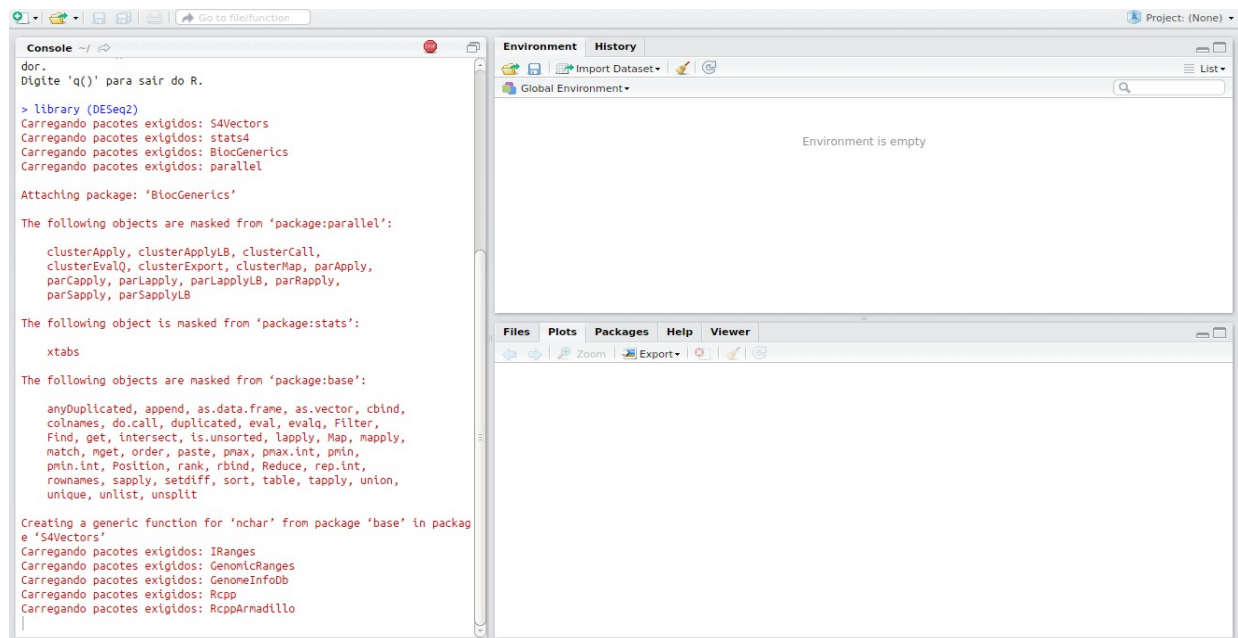 Go to file/function
Project: (None)
Console ~/
dor.
Digite 'q()' para sair do R.
> library (DESeq2)
Carregando pacotes exigidos: S4Vectors
Carregando pacotes exigidos: stats4
Carregando pacotes exigidos: BiocGenerics
Carregando pacotes exigidos: parallel
Attaching package: ‘BiocGenerics’
The following objects are masked from ‘package:parallel’:
clusterApply, clusterApplyLB, clusterCall,
clusterEvalQ, clusterExport, clusterMap, parApply,
parCapply, parLapply, parLapplyLB, parRapply,
parSapply, parSapplyLB
The following object is masked from ‘package:stats’:
xtabs
The following objects are masked from ‘package:base’:
anyDuplicated, append, as.data.frame, as.vector, cbind,
colnames, do.call, duplicated, eval, evalq, Filter,
Find, get, intersect, is.unsorted, lapply, Map, mapply,
match, mget, order, paste, pmax, pmax.int, pmin,
pmin.int, Position, rank, rbind, Reduce, rep.int,
rownames, sapply, setdiff, sort, table, tapply, union,
unique, unlist, unsplit
Creating a generic function for ‘nchar’ from package ‘base’ in packag
e ‘S4Vectors’
Carregando pacotes exigidos: IRanges
Carregando pacotes exigidos: GenomicRanges
Carregando pacotes exigidos: GenomeInfoDb
Carregando pacotes exigidos: Rcpp
Carregando pacotes exigidos: RcppArmadillo
Environment History
Import Dataset List
Global Environment
Environment is empty
Files Plots Packages Help Viewer
Zoom Export